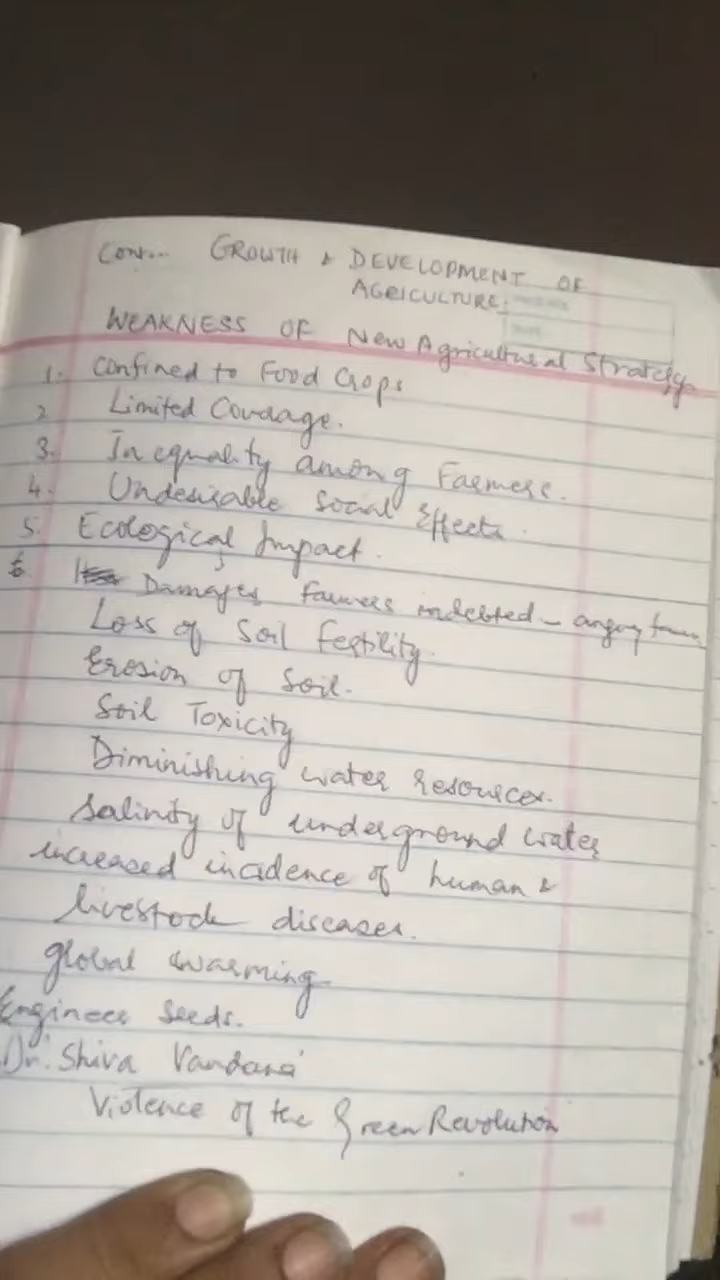 Cont... GROWTH & DEVELOPMENT OF
AGRICULTURE:
WEAKNESS OF New Agricultural Strategy
1. Confined to Food Crops
2 Limited Coverage.
3. Inequality among Farmers.
4. Undesirable Social Effects.
5. Ecological Impact.
6. Damages farmers indebted - among
Loss of Soil Fertility.
Erosion of Soil.
Soil Toxicity
Diminishing water resources.
Salinity of underground water
increased incidence of human &
livestock diseases.
global warming
Engineer Seeds.
Dr. Shiva Vandana
Violence of the Green Revolution